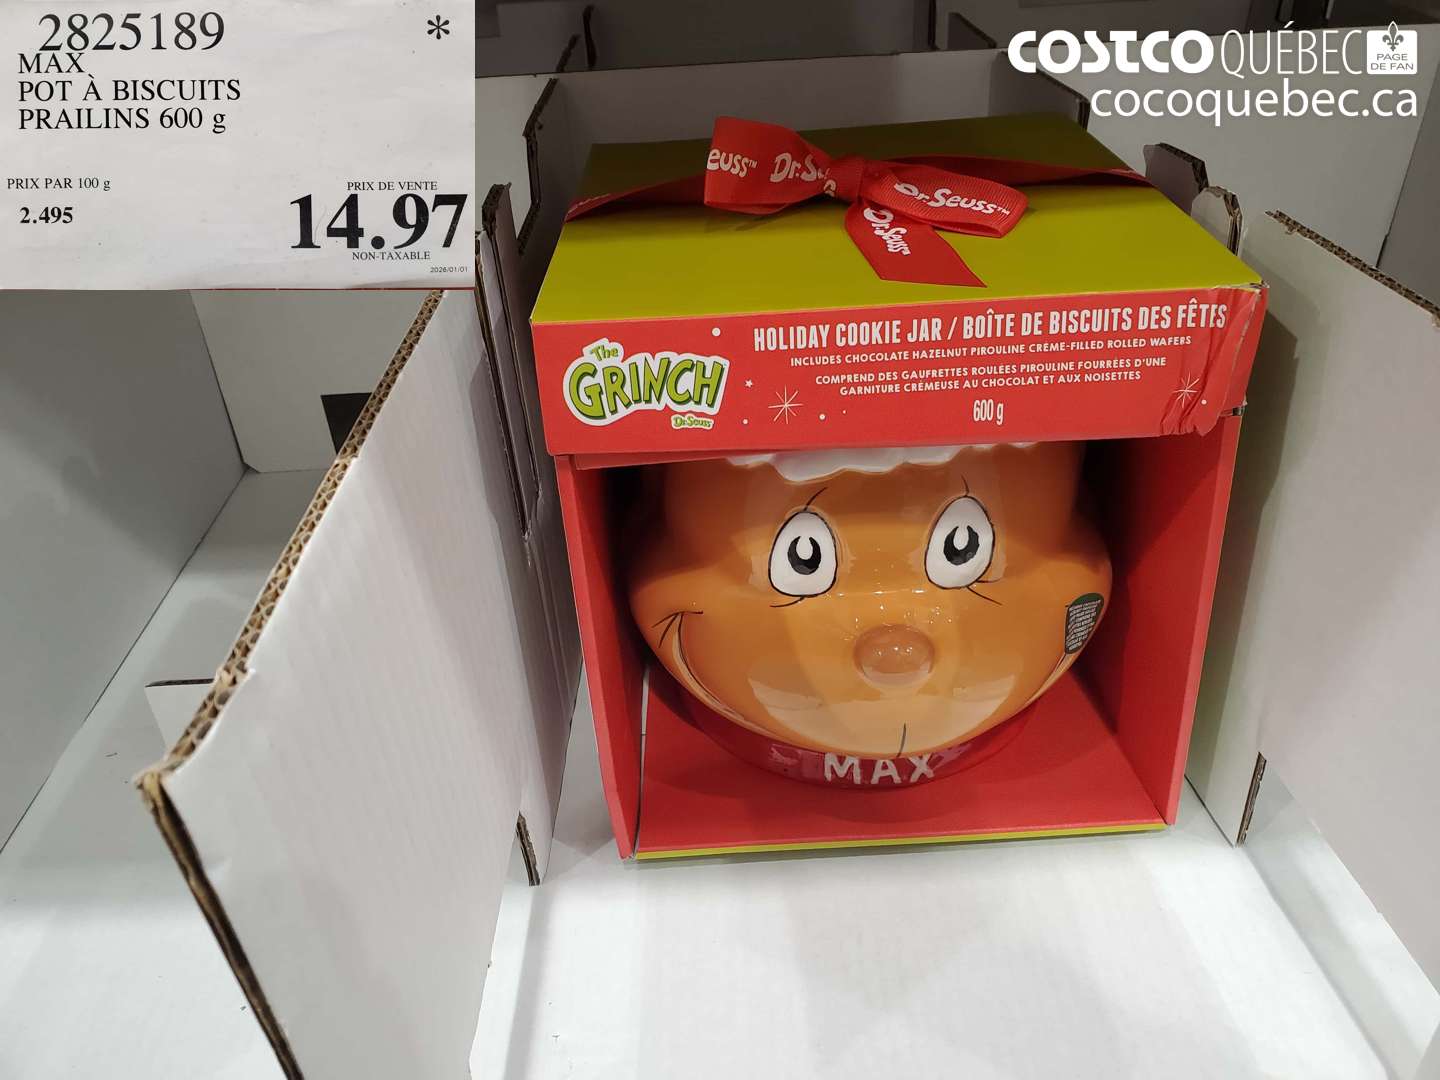 2825189 *
MAX
POT À BISCUITS
PRAILINS 600 g
PRIX PAR 100 g
2.495
PRIX DE VENTE
14.97
NON-TAXABLE
2026/01/01
COSTCO QUÉBEC PAGE DE FAN
cocoquebec.ca
euss™ Dr.S
Dr.Seuss™
Dr.Seuss
The
GRINCH
Dr. Seuss
HOLIDAY COOKIE JAR / BOÎTE DE BISCUITS DES FÊTES
INCLUDES CHOCOLATE HAZELNUT PIROULINE CRÈME-FILLED ROLLED WAFERS
COMPREND DES GAUFRETTES ROULÉES PIROULINE FOURRÉES D'UNE
GARNITURE CRÉMEUSE AU CHOCOLAT ET AUX NOISETTES
600 g
MAX